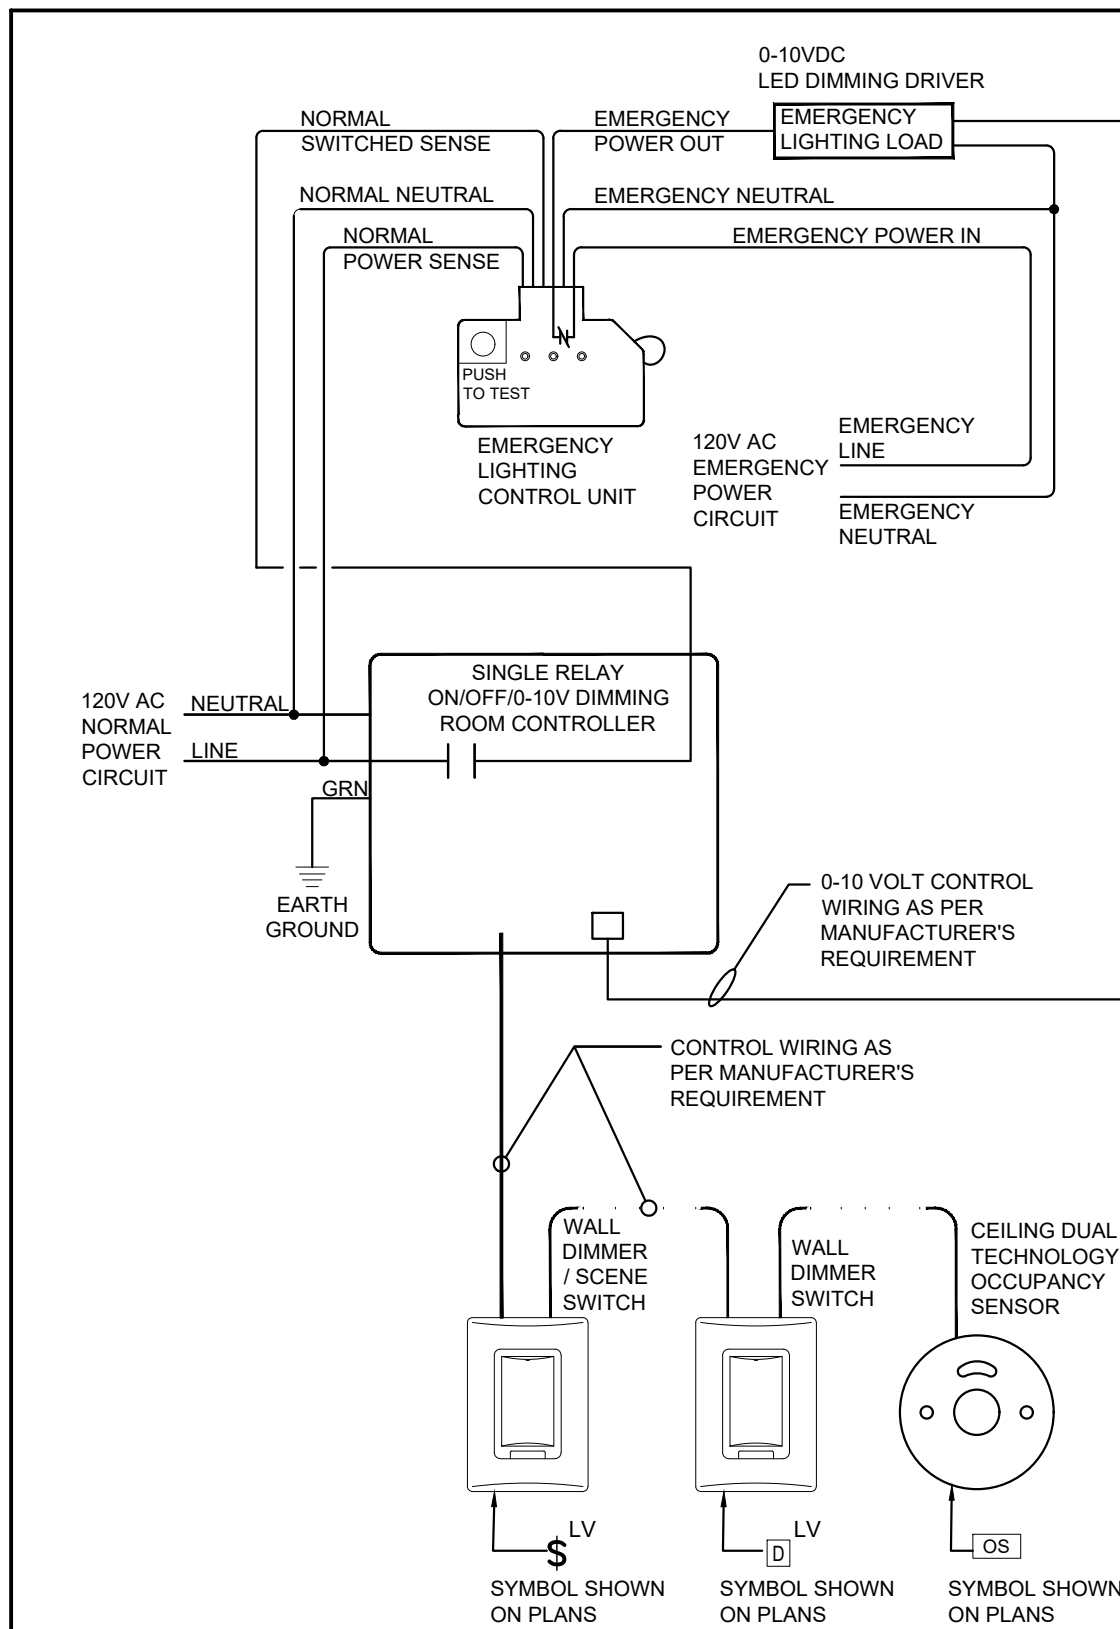 0-10VDC
LED DIMMING DRIVER
EMERGENCY
LIGHTING LOAD
NORMAL
SWITCHED SENSE
EMERGENCY
POWER OUT
NORMAL NEUTRAL
EMERGENCY NEUTRAL
NORMAL
POWER SENSE
EMERGENCY POWER IN
PUSH
TO TEST
EMERGENCY
LIGHTING
CONTROL UNIT
120V AC
EMERGENCY
POWER
CIRCUIT
EMERGENCY
LINE
EMERGENCY
NEUTRAL
SINGLE RELAY
ON/OFF/0-10V DIMMING
ROOM CONTROLLER
120V AC
NORMAL
POWER
CIRCUIT
NEUTRAL
LINE
GRN
EARTH
GROUND
0-10 VOLT CONTROL
WIRING AS PER
MANUFACTURER'S
REQUIREMENT
CONTROL WIRING AS
PER MANUFACTURER'S
REQUIREMENT
WALL
DIMMER
/ SCENE
SWITCH
WALL
DIMMER
SWITCH
CEILING DUAL
TECHNOLOGY
OCCUPANCY
SENSOR
$ LV
SYMBOL SHOWN
ON PLANS
D LV
SYMBOL SHOWN
ON PLANS
OS
SYMBOL SHOWN
ON PLANS